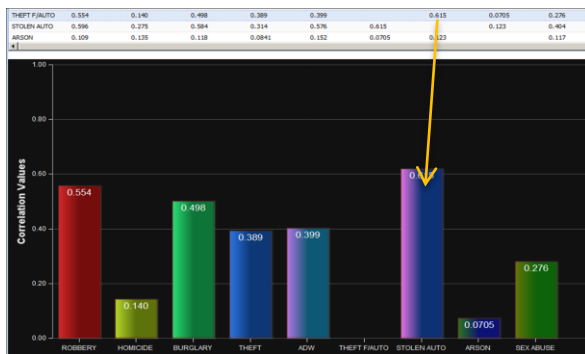 THEFT F/AUTO 0.554 0.140 0.498 0.389 0.399 0.615 0.0705 0.276
STOLEN AUTO 0.596 0.275 0.584 0.314 0.576 0.615 0.123 0.404
ARSON 0.109 0.135 0.118 0.0841 0.152 0.0705 0.123 0.117
1.00
0.80
0.60
0.40
0.20
0.00
Correlation Values
0.554
0.140
0.498
0.389
0.399
0.615
0.0705
0.276
ROBBERY HOMICIDE BURGLARY THEFT ADW THEFT F/AUTO STOLEN AUTO ARSON SEX ABUSE